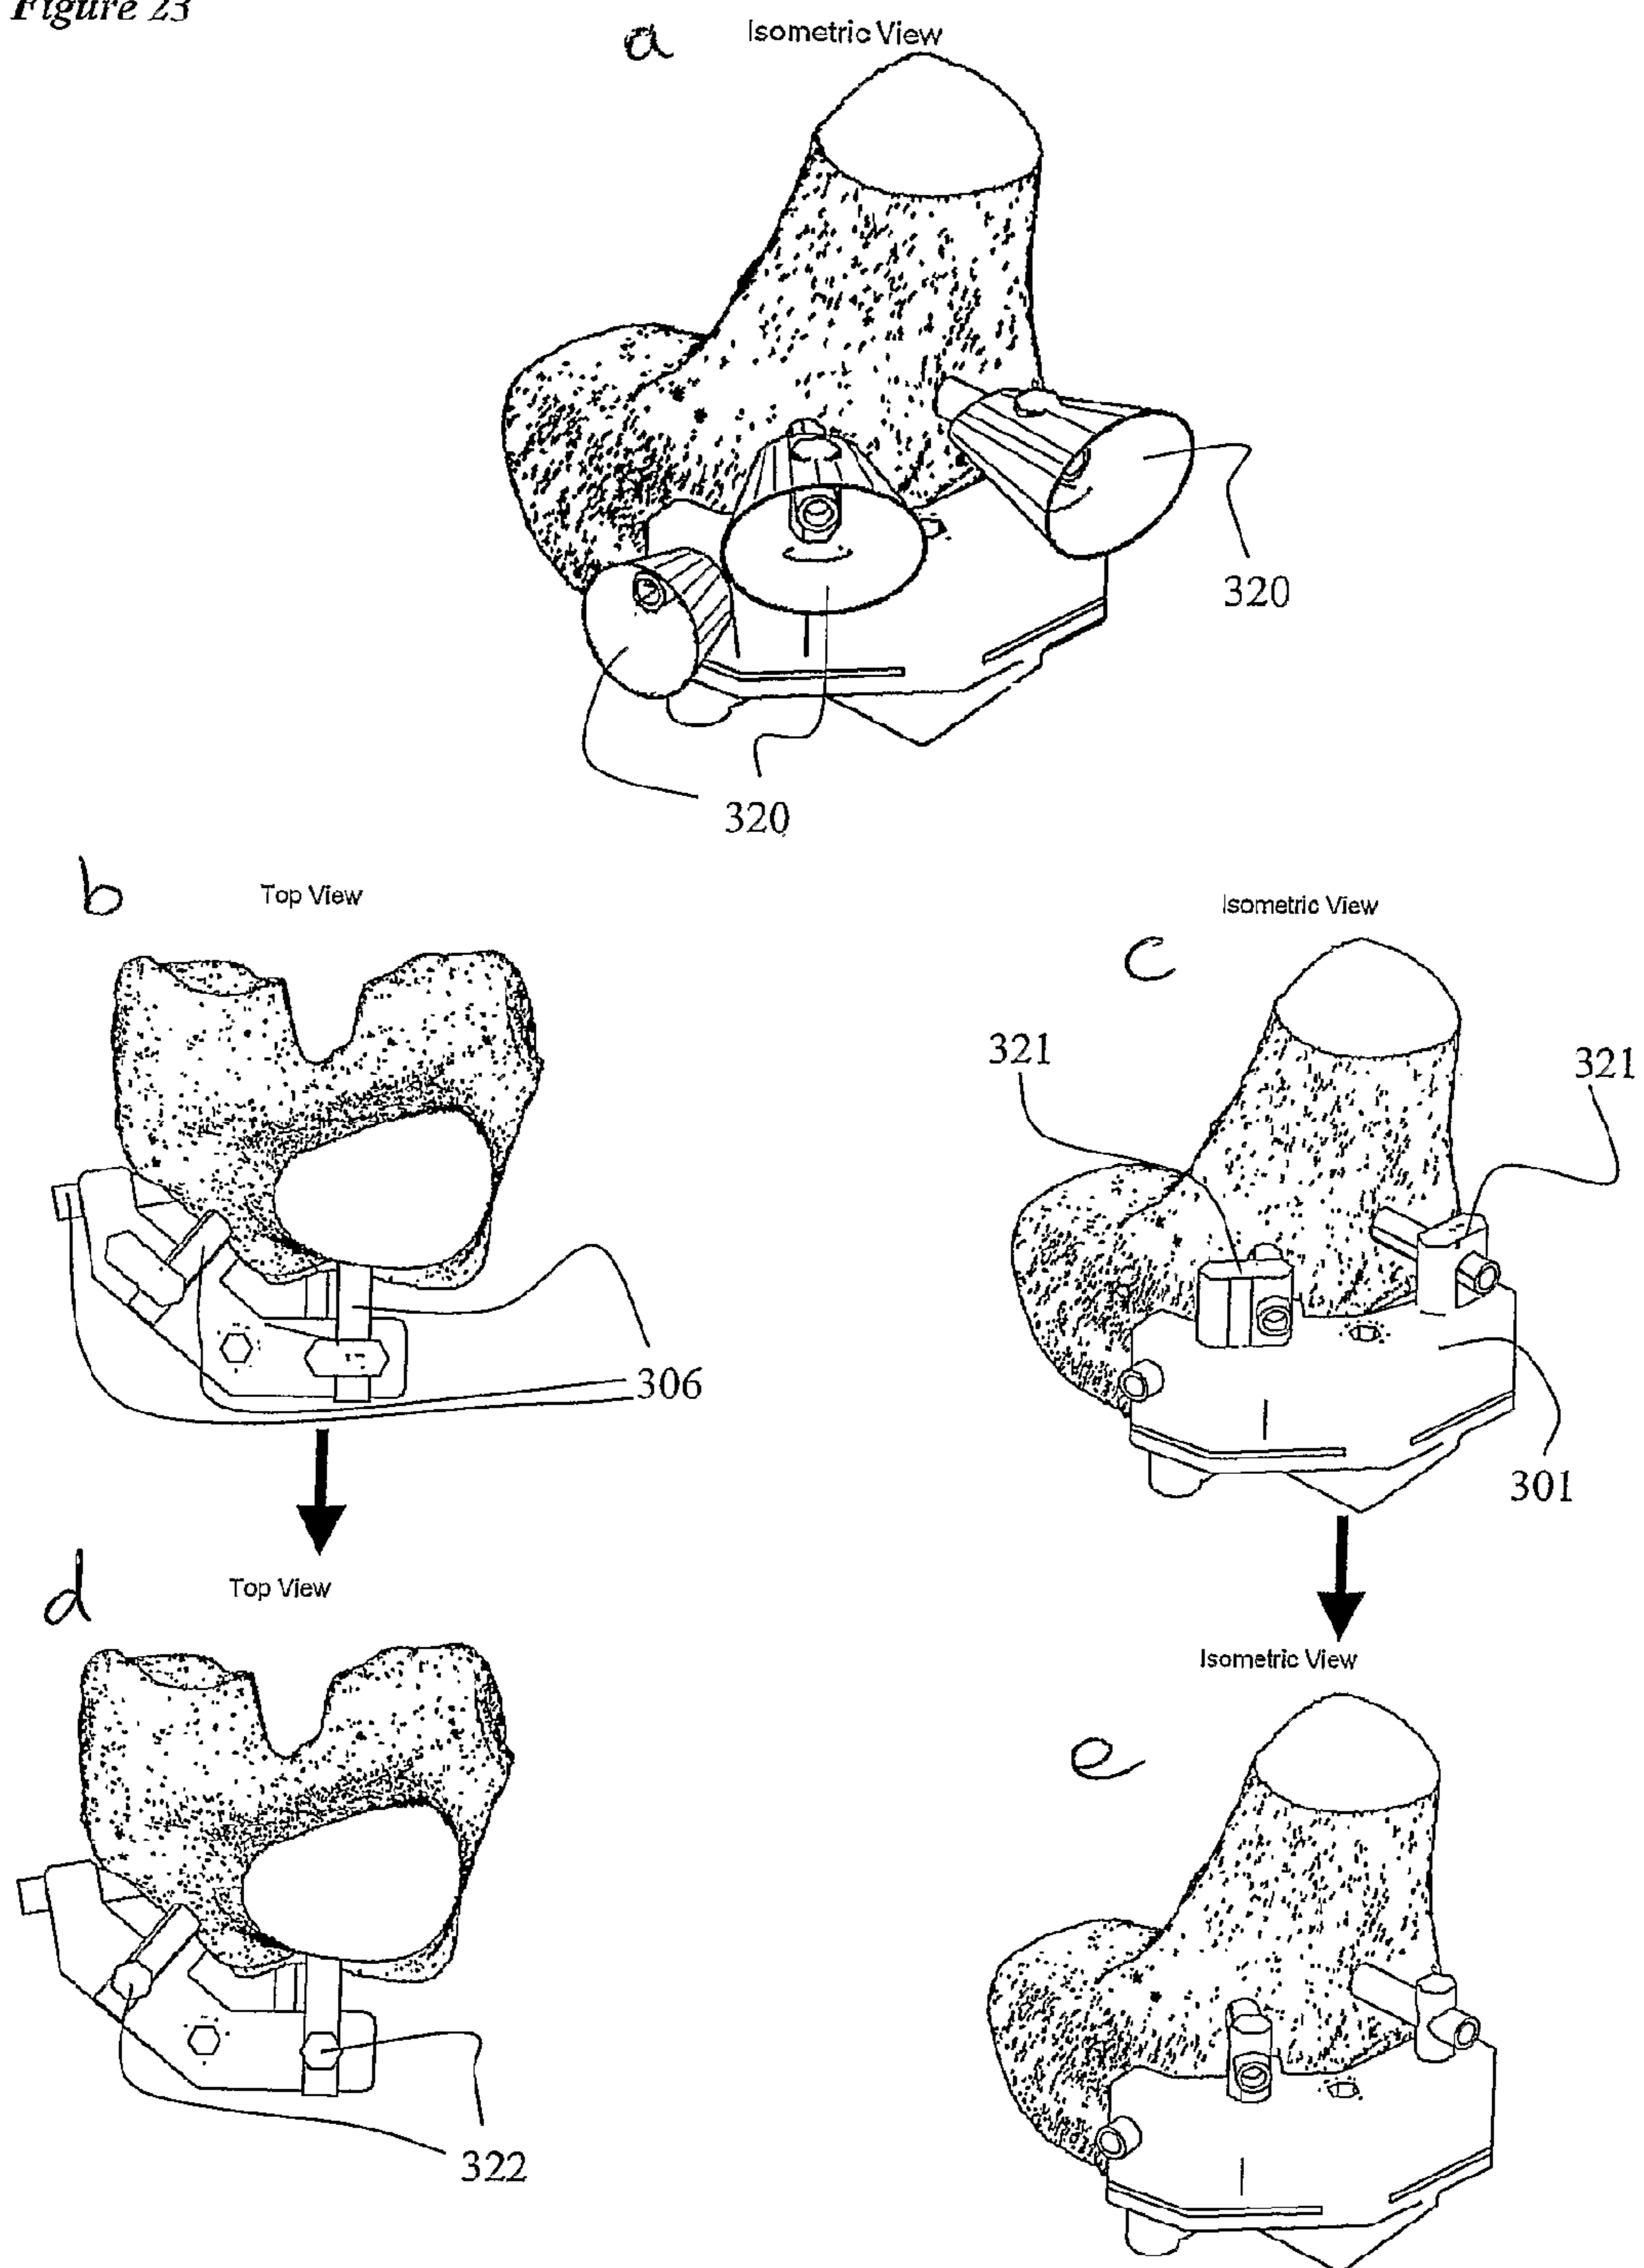 Figure 23
a Isometric View
320
320
b Top View
Isometric View
c
321
321
306
301
d Top View
Isometric View
e
322